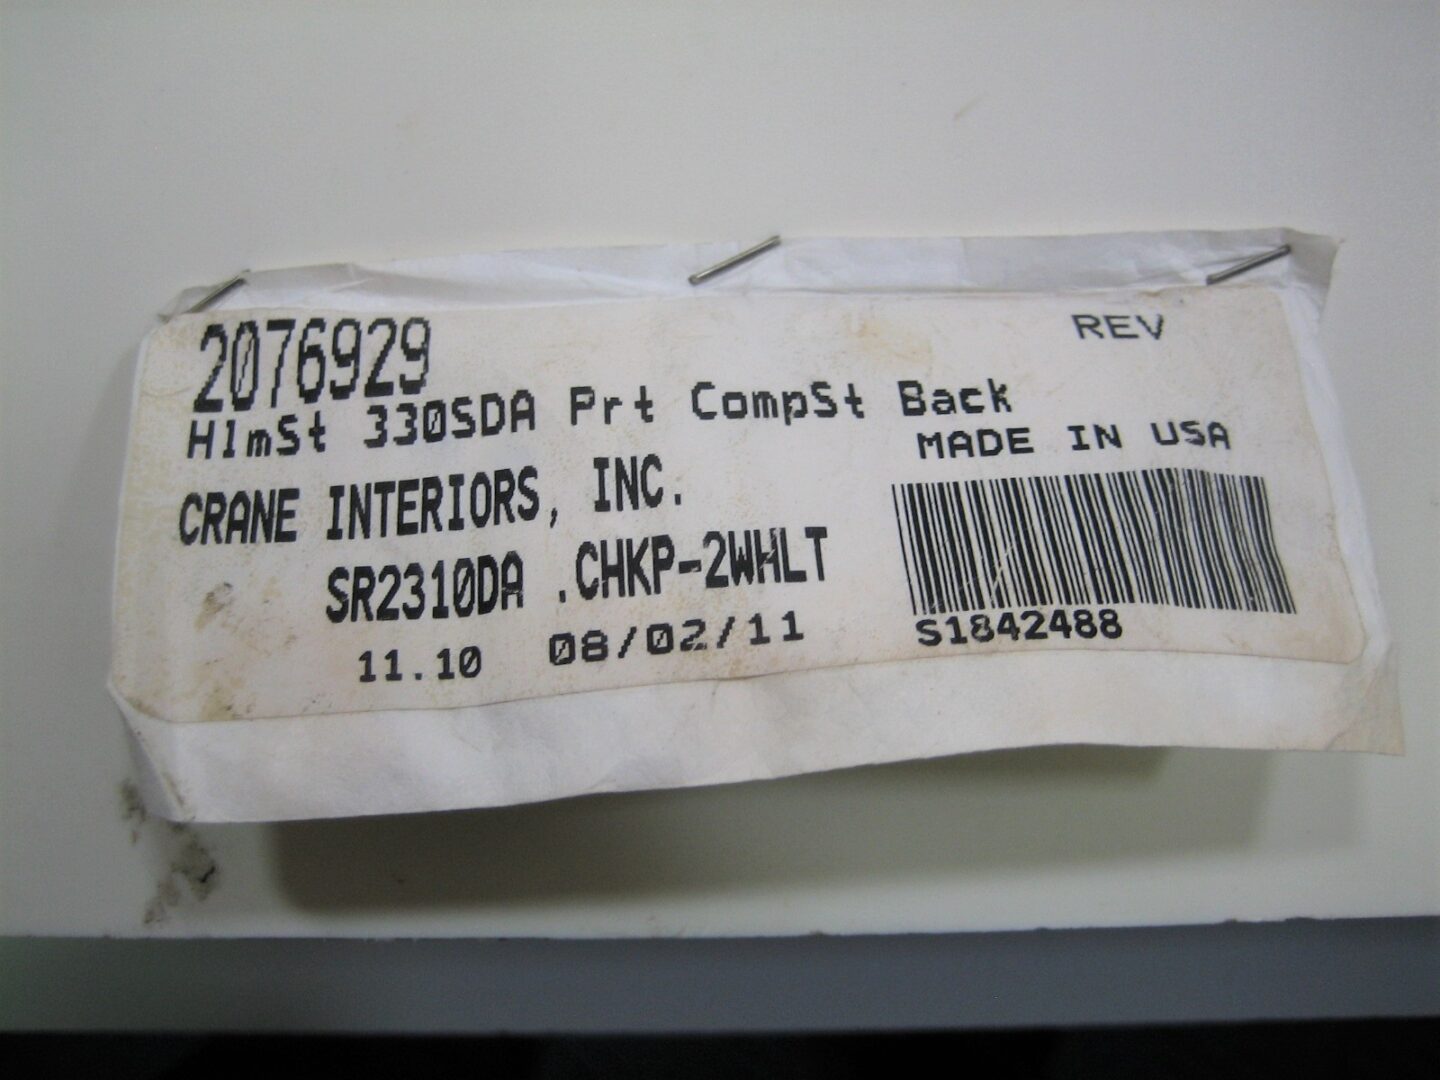 2076929
REV
HlmSt 330SDA Prt CompSt Back
MADE IN USA
CRANE INTERIORS, INC.
SR2310DA .CHKP-2WHLT
11.10 08/02/11
S1842488